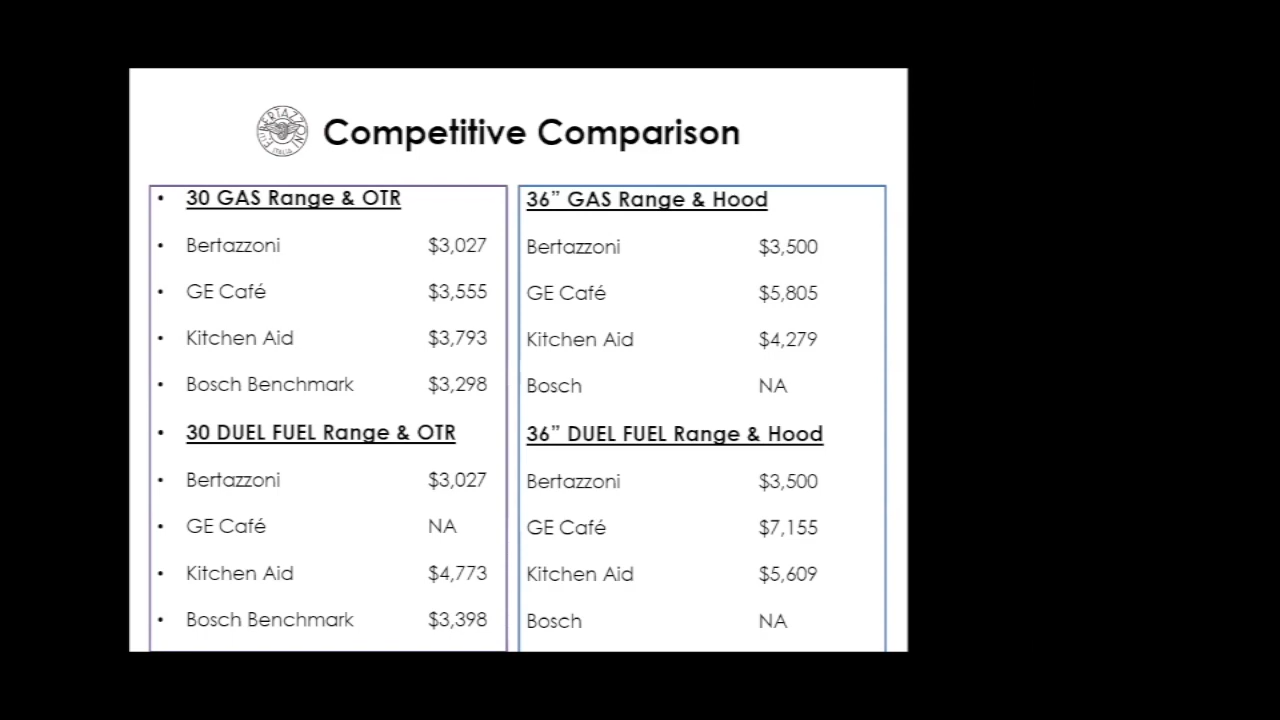 BERTAZZONI
ITALIA
Competitive Comparison
• 30 GAS Range & OTR
• Bertazzoni $3,027
• GE Café $3,555
• Kitchen Aid $3,793
• Bosch Benchmark $3,298
• 30 DUEL FUEL Range & OTR
• Bertazzoni $3,027
• GE Café NA
• Kitchen Aid $4,773
• Bosch Benchmark $3,398
36” GAS Range & Hood
Bertazzoni $3,500
GE Café $5,805
Kitchen Aid $4,279
Bosch NA
36” DUEL FUEL Range & Hood
Bertazzoni $3,500
GE Café $7,155
Kitchen Aid $5,609
Bosch NA